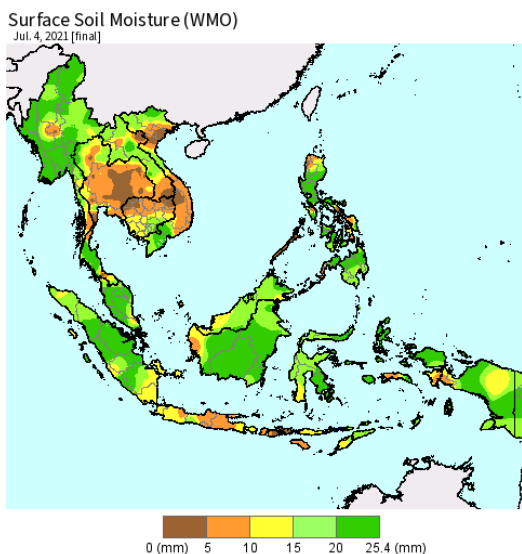 Surface Soil Moisture (WMO)
Jul. 4, 2021 [final]
0 (mm) 5 10 15 20 25.4 (mm)